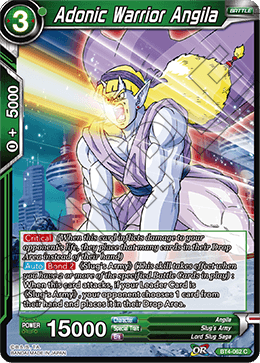 3
Adonic Warrior Angila
BATTLE
+ 5000
Critical (When this card inflicts damage to your
opponent's life, they place that many cards in their Drop
Area instead of their hand.)
Auto Bond 2 《Slug's Army》 (This skill takes effect when
you have 2 or more of the specified Battle Cards in play) :
When this card attacks, if your Leader Card is
《Slug's Army》, your opponent chooses 1 card from
their hand and places it in their Drop Area.
POWER
15000
Character
Angila
Special Trait
Slug's Army
Era
Lord Slug Saga
BT4-062 C
MADE IN JAPAN